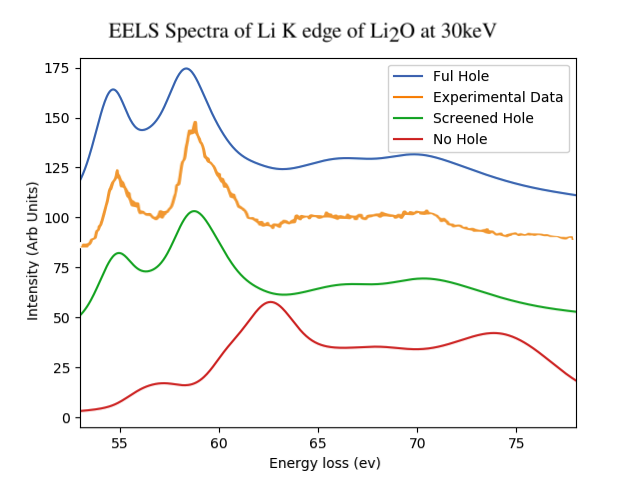 EELS Spectra of Li K edge of Li2O at 30keV
Ful Hole
Experimental Data
Screened Hole
No Hole
175
150
125
100
75
50
25
0
Intensity (Arb Units)
55 60 65 70 75
Energy loss (ev)